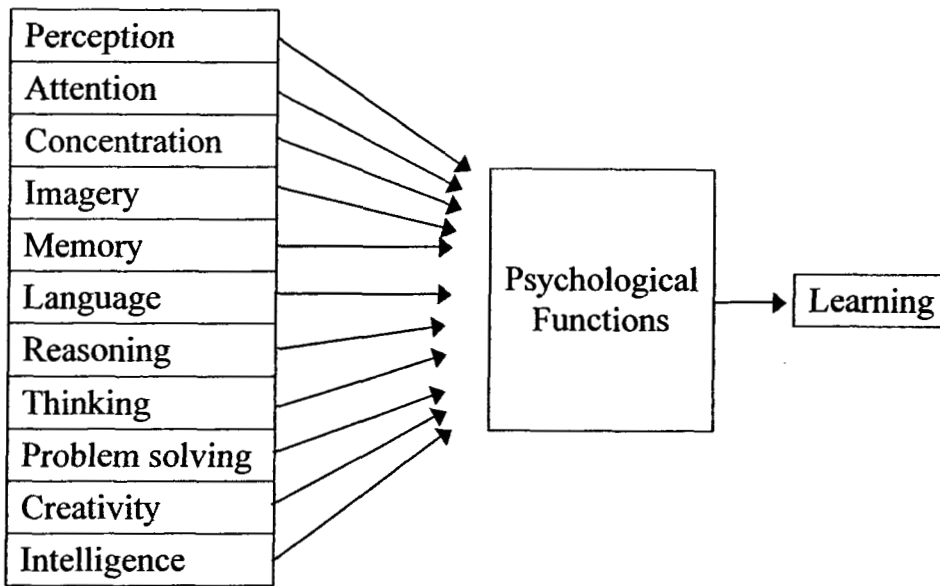 Perception
Attention
Concentration
Imagery
Memory
Language
Reasoning
Thinking
Problem solving
Creativity
Intelligence
Psychological
Functions
Learning